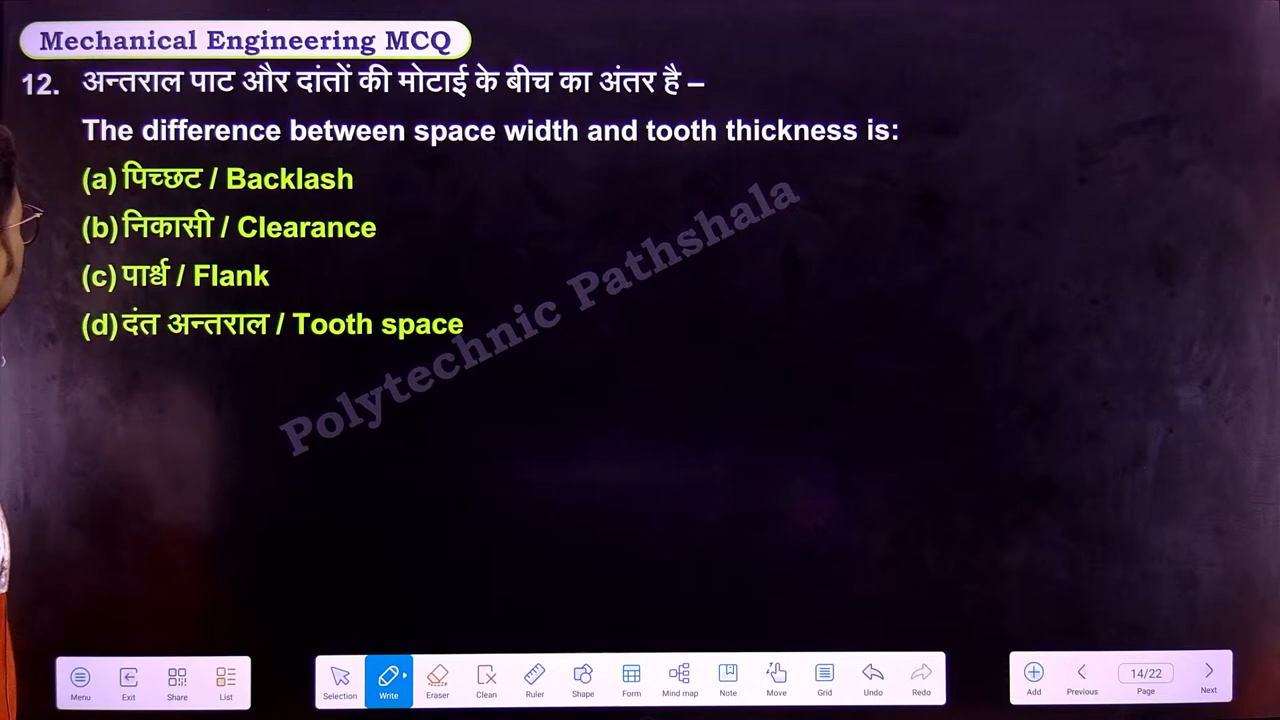 Mechanical Engineering MCQ
12. अन्तराल पाट और दांतों की मोटाई के बीच का अंतर है –
The difference between space width and tooth thickness is:
(a) पिच्छट / Backlash
(b) निकासी / Clearance
(c) पार्श्व / Flank
(d) दंत अन्तराल / Tooth space
Polytechnic Pathshala
Menu Exit Share List Selection Write Eraser Clean Ruler Shape Form Mind map Note Move Grid Undo Redo Add Previous 14/22 Page Next